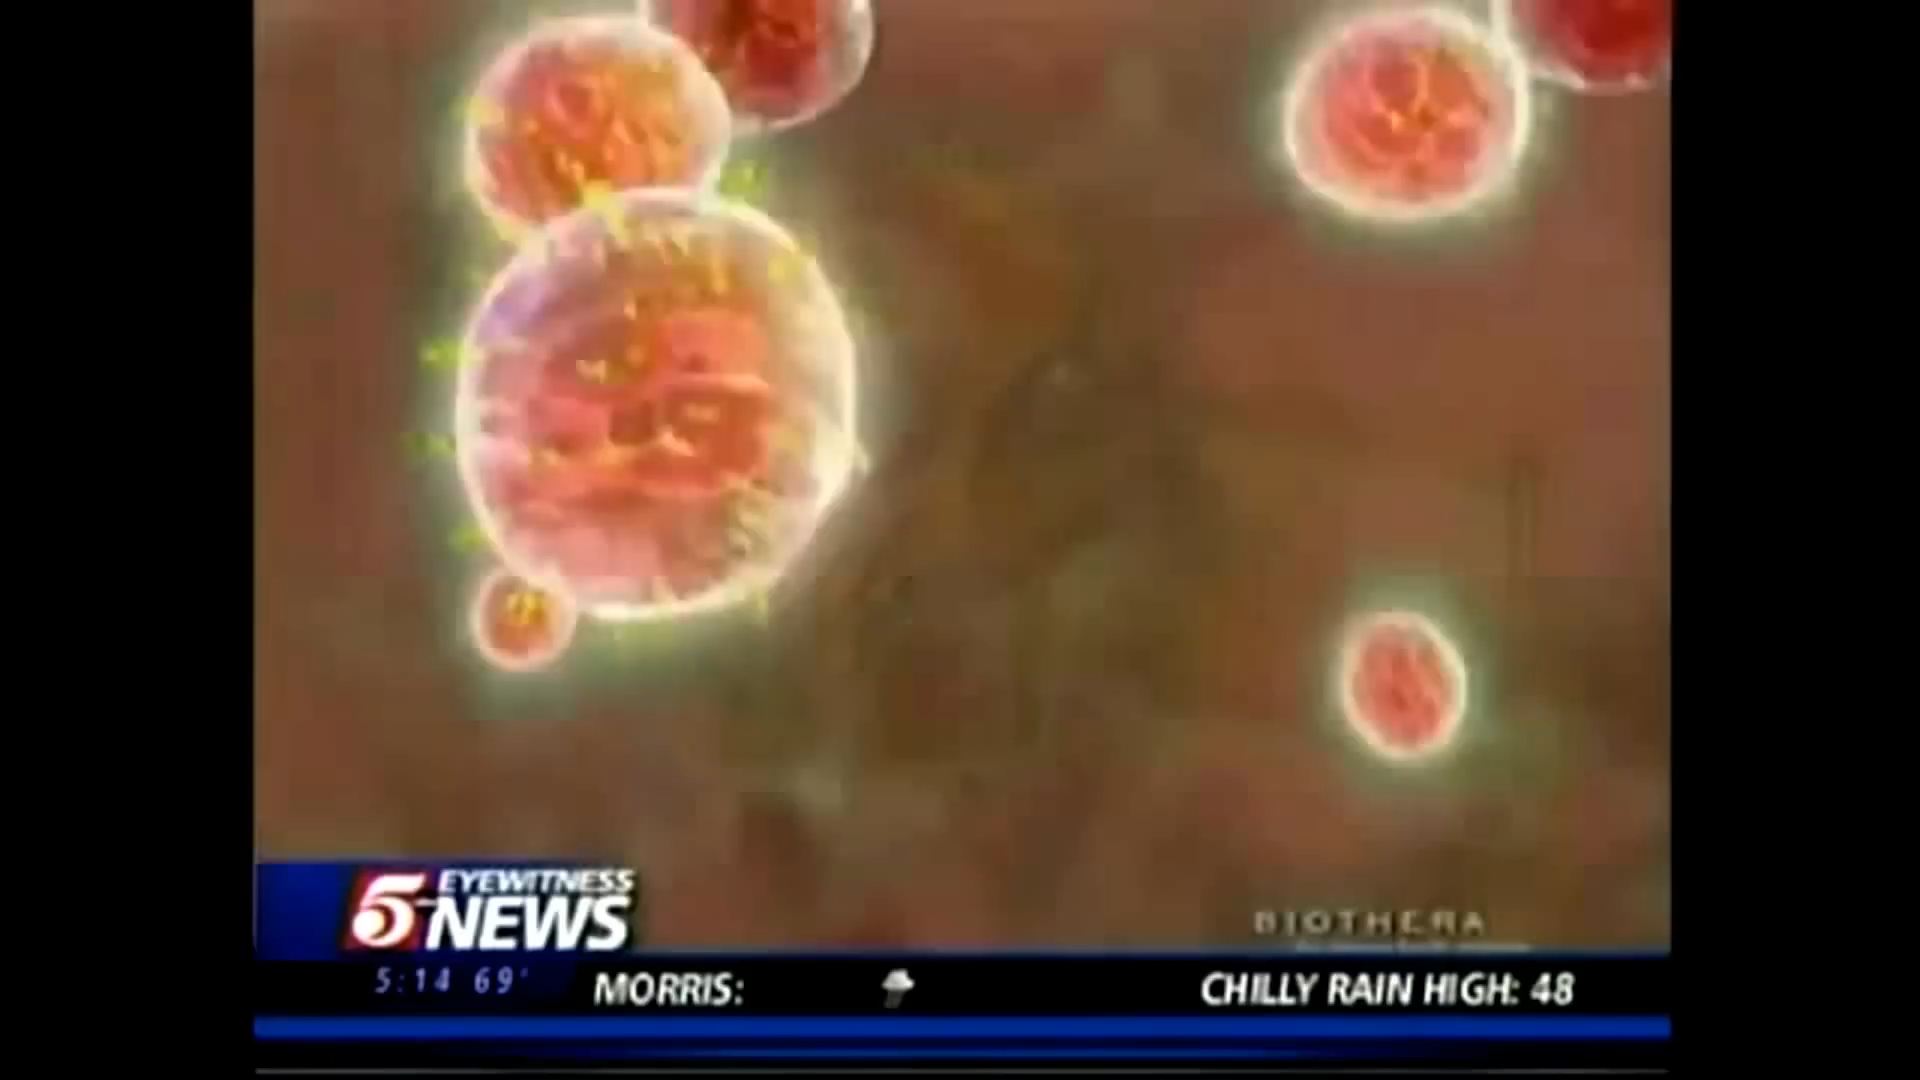 5 EYEWITNESS
NEWS
BIOTHERA
5:14 69°
MORRIS:
CHILLY RAIN HIGH: 48